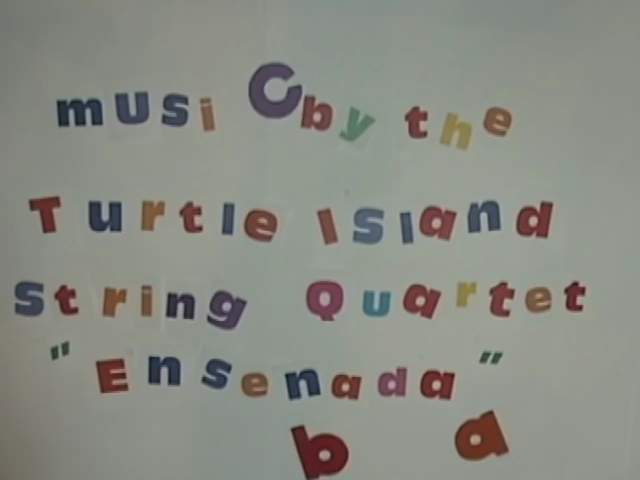 musi C by the
Turtle Island
String Quartet
"Ensenada"
b a